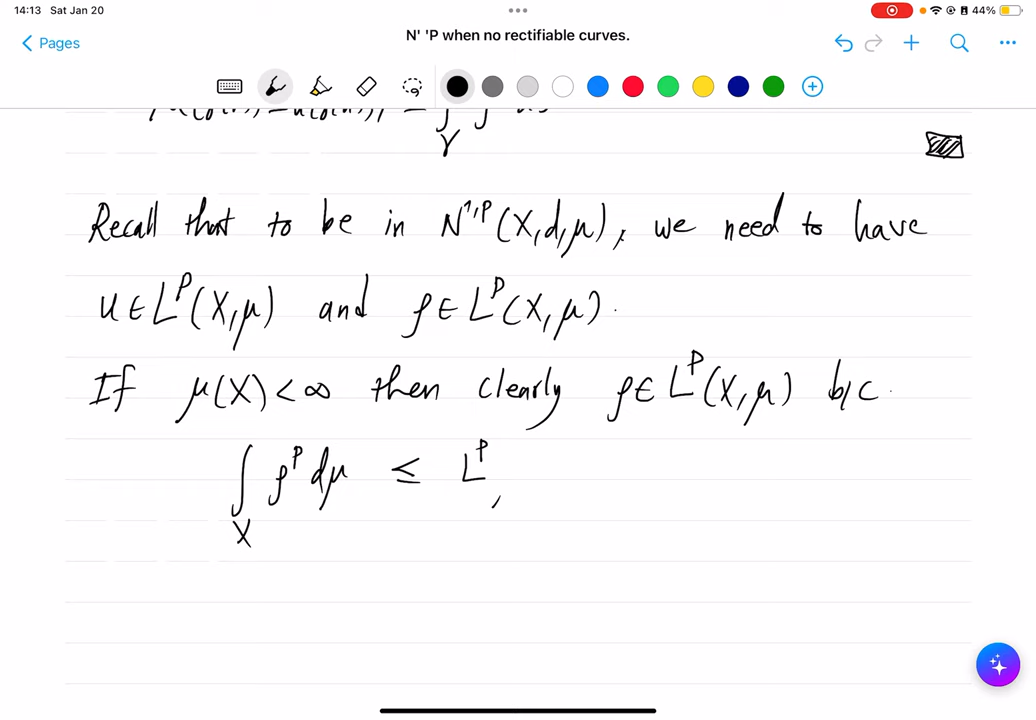 14:13 Sat Jan 20
44%
Pages
N' 'P when no rectifiable curves.
γ
Recall that to be in N^{1,P}(X,d,μ), we need to have
u∈L^P(X,μ) and ρ∈L^P(X,μ).
If μ(X)<∞ then clearly ρ∈L^P(X,μ) b/c.
∫_X ρ^P dμ ≤ L^P,